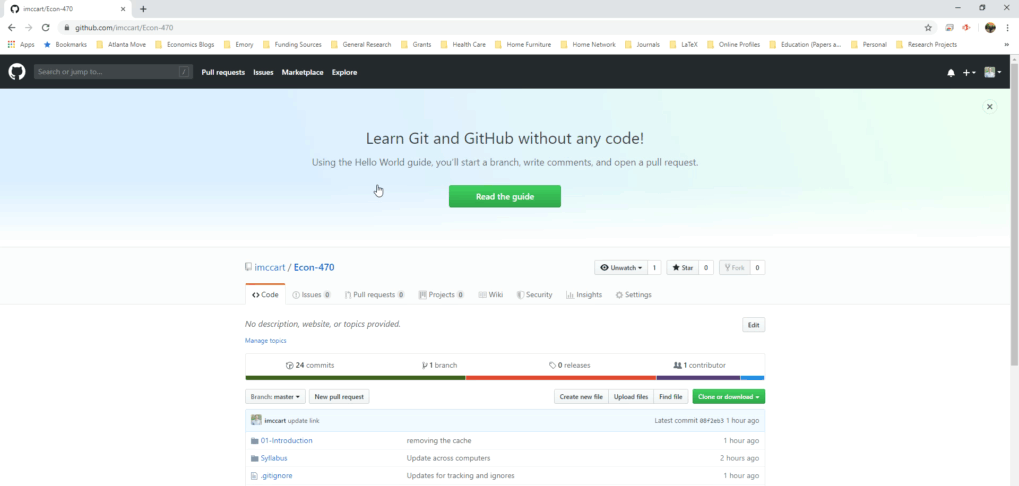 imccart/Econ-470
github.com/imccart/Econ-470
Apps Bookmarks Atlanta Move Economics Blogs Emory Funding Sources General Research Grants Health Care Home Furniture Home Network Journals LaTeX Online Profiles Education (Papers a... Personal Research Projects »
Search or jump to... / Pull requests Issues Marketplace Explore
Learn Git and GitHub without any code!
Using the Hello World guide, you'll start a branch, write comments, and open a pull request.
Read the guide
imccart / Econ-470 Unwatch 1 Star 0 Fork 0
Code Issues 0 Pull requests 0 Projects 0 Wiki Security Insights Settings
No description, website, or topics provided. Edit
Manage topics
24 commits 1 branch 0 releases 1 contributor
Branch: master New pull request Create new file Upload files Find file Clone or download
imccart update link Latest commit 08f2eb3 1 hour ago
01-Introduction removing the cache 1 hour ago
Syllabus Update across computers 2 hours ago
.gitignore Updates for tracking and ignores 1 hour ago